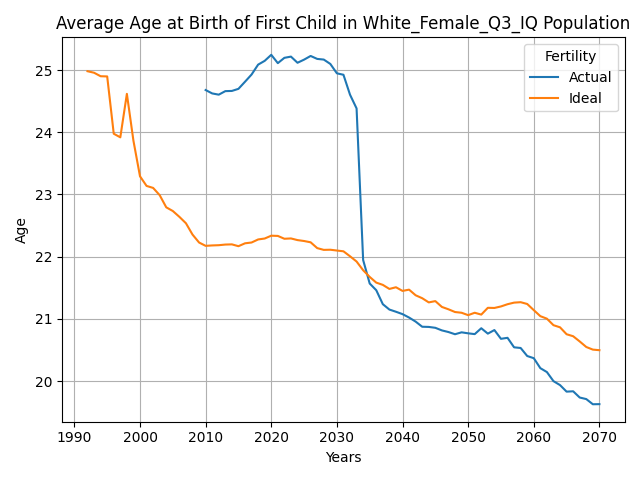 Average Age at Birth of First Child in White_Female_Q3_IQ Population
Fertility
Actual
Ideal
Age
25
24
23
22
21
20
1990 2000 2010 2020 2030 2040 2050 2060 2070
Years